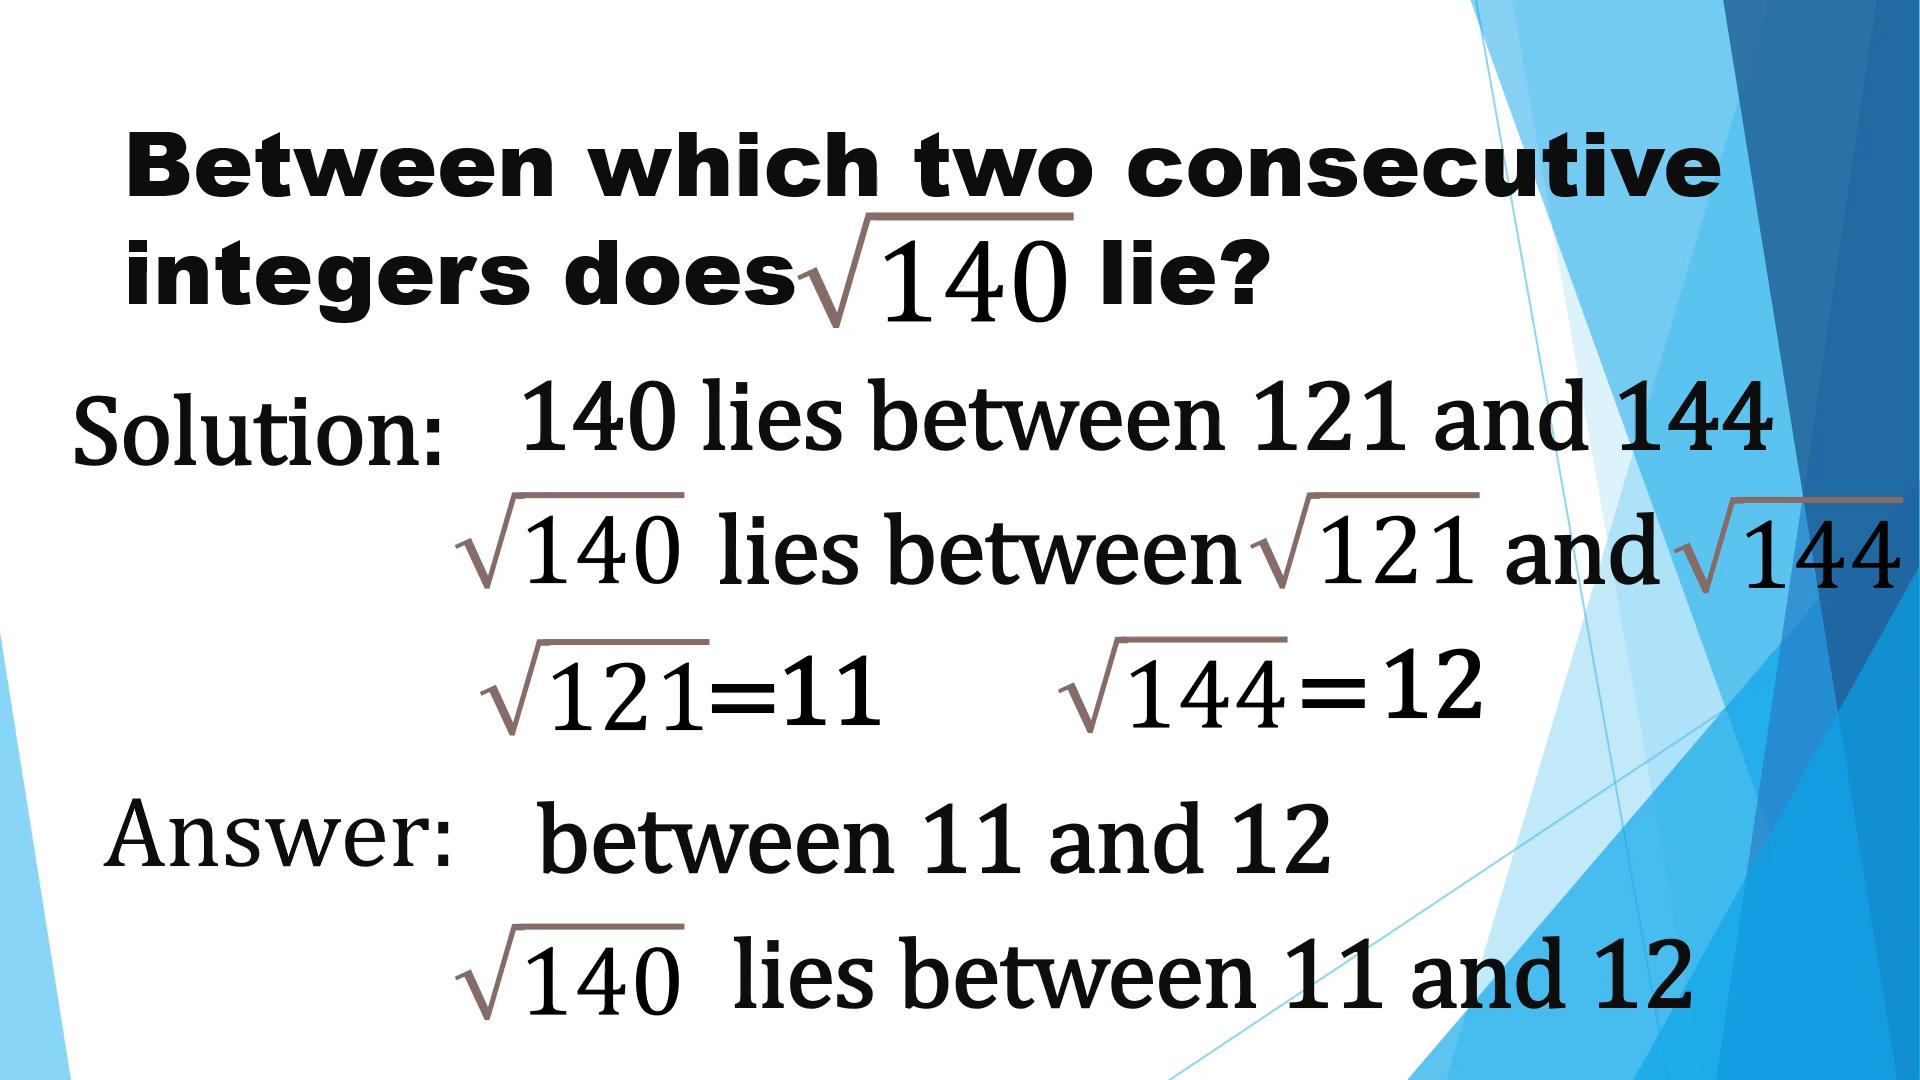 Between which two consecutive
integers does √140 lie?
Solution: 140 lies between 121 and 144
√140 lies between √121 and √144
√121=11 √144=12
Answer: between 11 and 12
√140 lies between 11 and 12